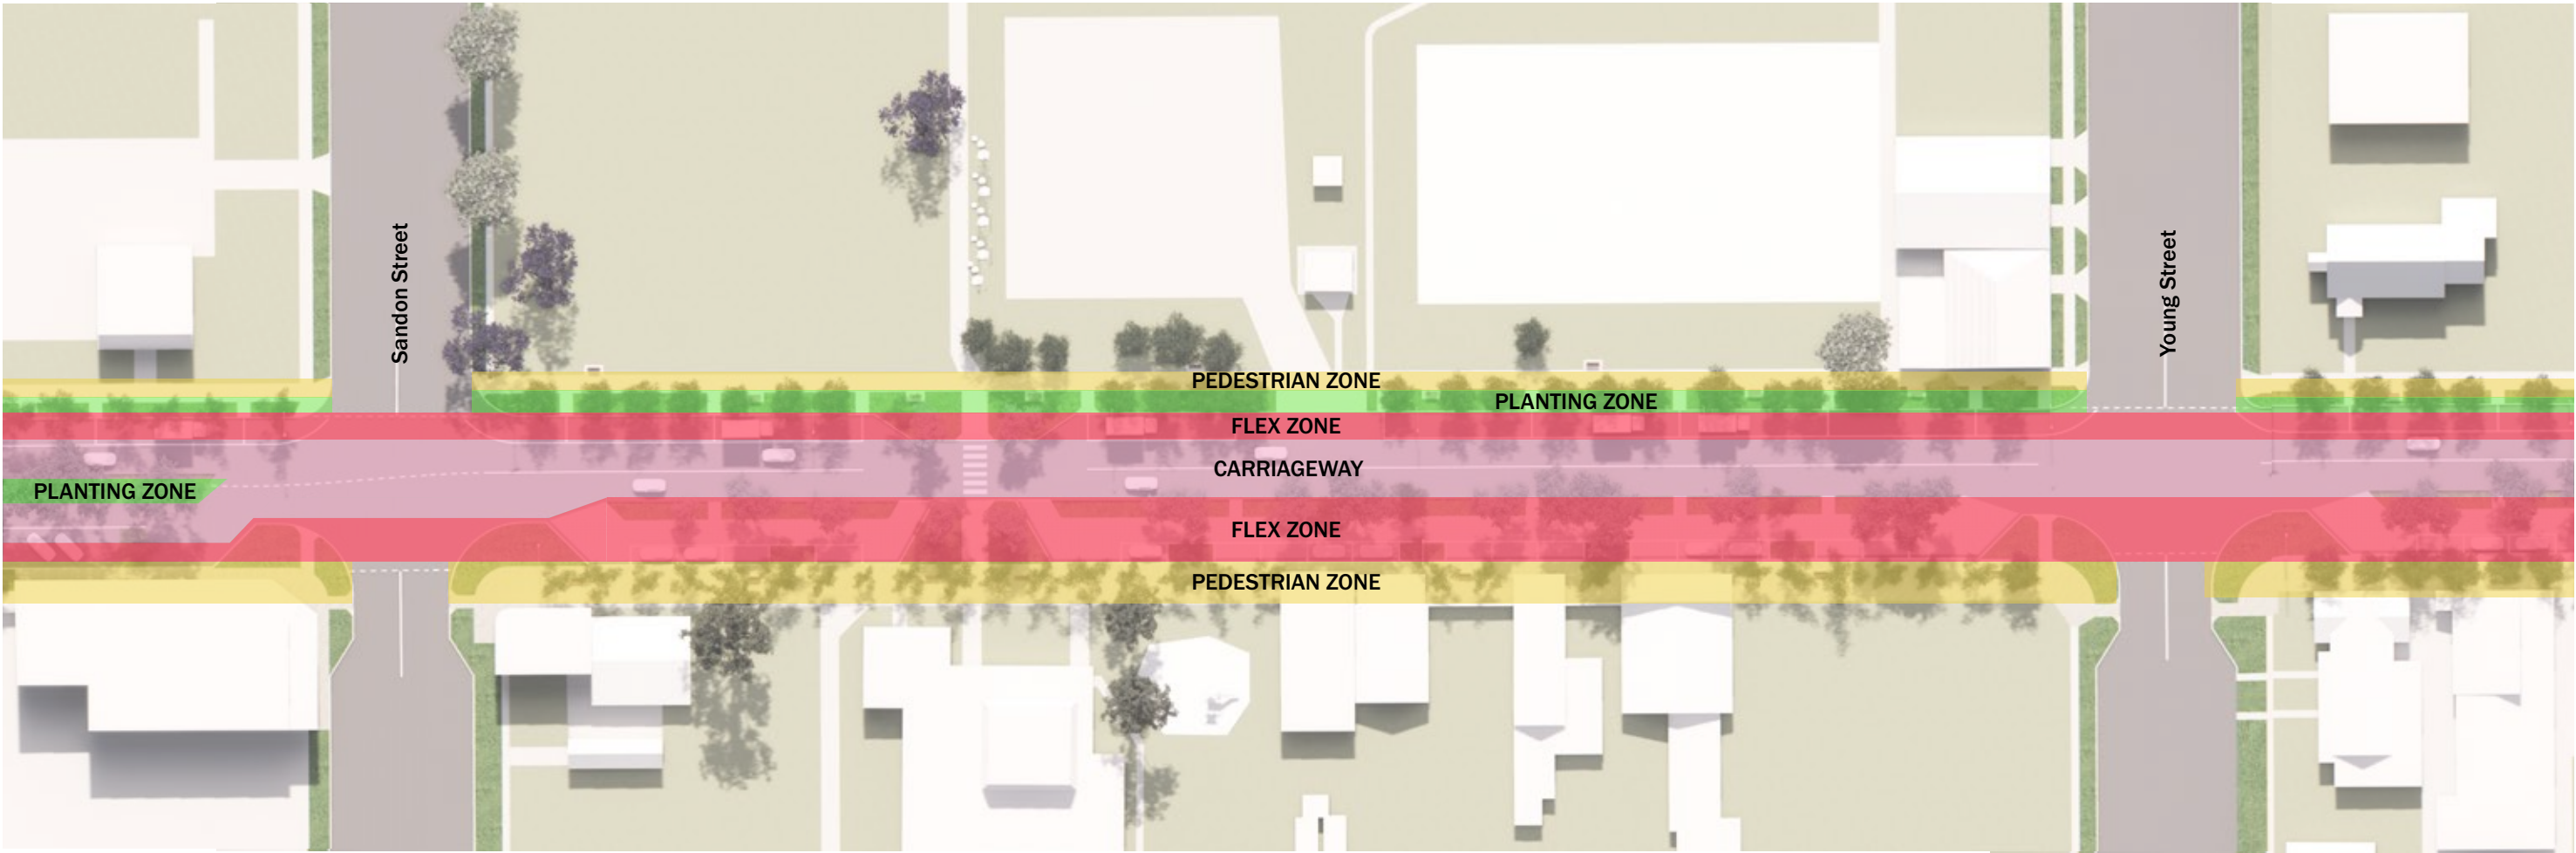 Sandon Street
Young Street
PEDESTRIAN ZONE
PLANTING ZONE
FLEX ZONE
CARRIAGEWAY
PLANTING ZONE
FLEX ZONE
PEDESTRIAN ZONE